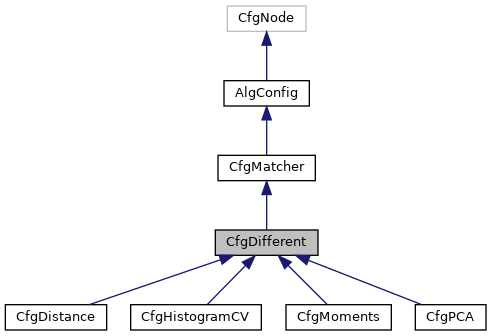 CfgNode
AlgConfig
CfgMatcher
CfgDifferent
CfgDistance
CfgHistogramCV
CfgMoments
CfgPCA